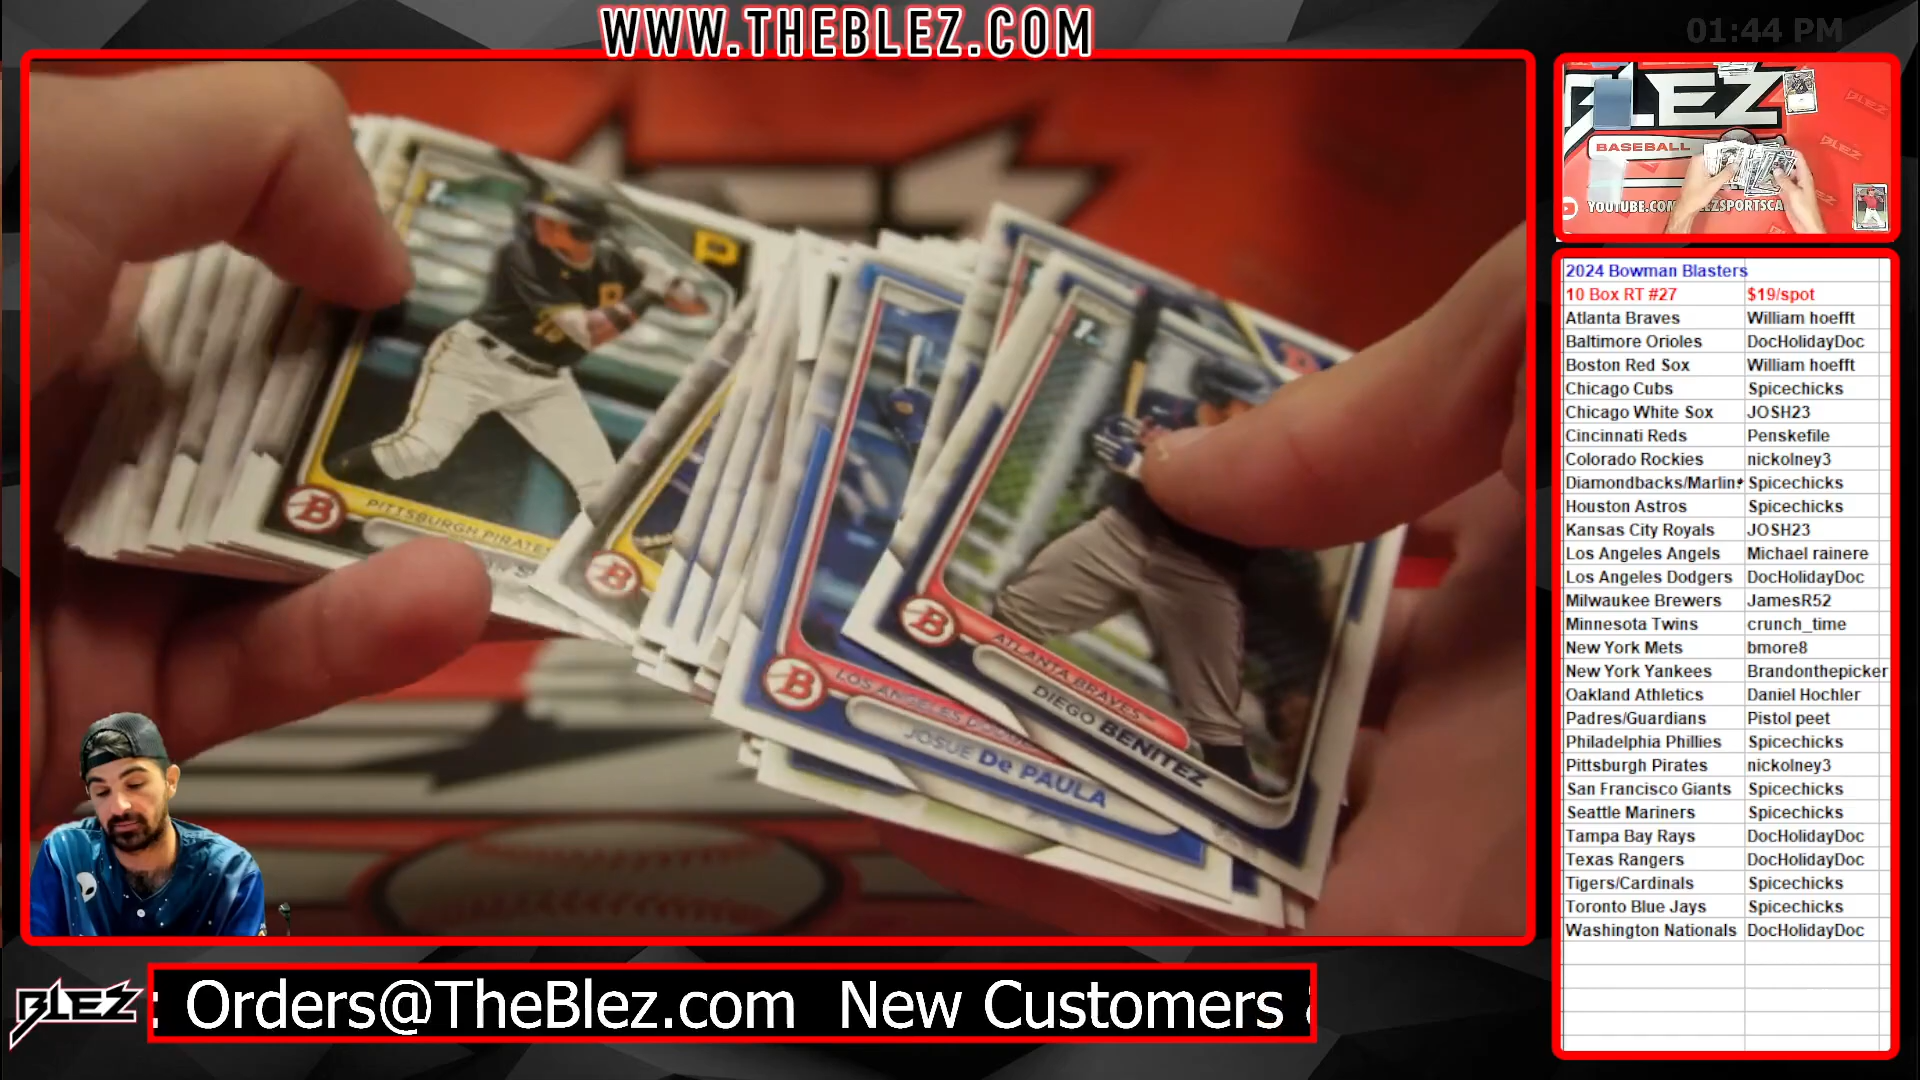 WWW.THEBLEZ.COM
01:44 PM
P
1st
B
PITTSBURGH PIRATES
B
B
LOS ANGELES
JOSUE De PAULA
1st
B
ATLANTA BRAVES
DIEGO BENITEZ
BLEZ
BASEBALL
YOUTUBE.COM
2024 Bowman Blasters
10 Box RT #27 $19/spot
Atlanta Braves William hoefft
Baltimore Orioles DocHolidayDoc
Boston Red Sox William hoefft
Chicago Cubs Spicechicks
Chicago White Sox JOSH23
Cincinnati Reds Penskefile
Colorado Rockies nickolney3
Diamondbacks/Marlin Spicechicks
Houston Astros Spicechicks
Kansas City Royals JOSH23
Los Angeles Angels Michael rainere
Los Angeles Dodgers DocHolidayDoc
Milwaukee Brewers JamesR52
Minnesota Twins crunch_time
New York Mets bmore8
New York Yankees Brandonthepicker
Oakland Athletics Daniel Hochler
Padres/Guardians Pistol peet
Philadelphia Phillies Spicechicks
Pittsburgh Pirates nickolney3
San Francisco Giants Spicechicks
Seattle Mariners Spicechicks
Tampa Bay Rays DocHolidayDoc
Texas Rangers DocHolidayDoc
Tigers/Cardinals Spicechicks
Toronto Blue Jays Spicechicks
Washington Nationals DocHolidayDoc
BLEZ
: Orders@TheBlez.com New Customers